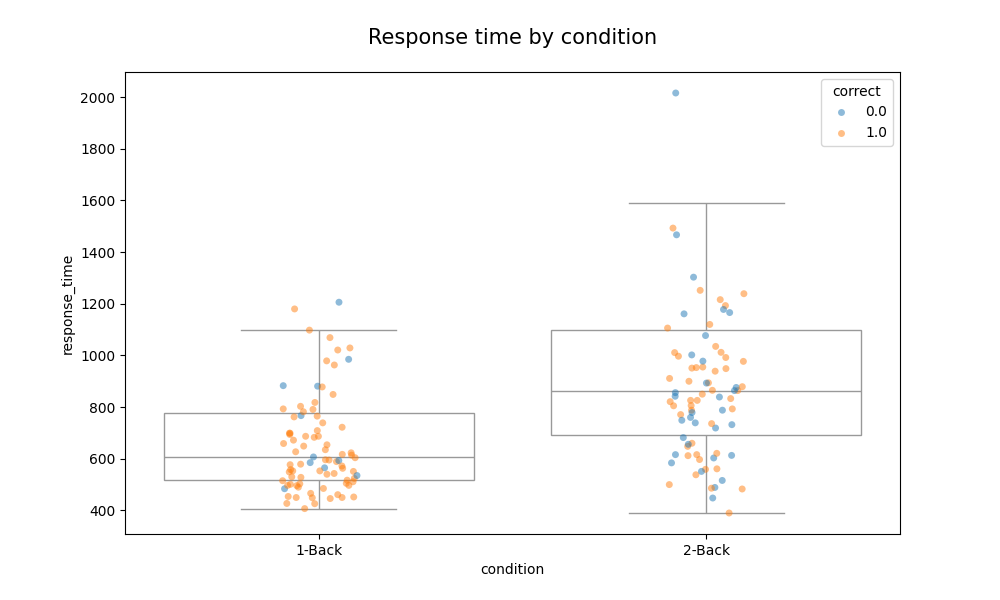 Response time by condition
correct
0.0
1.0
response_time
2000
1800
1600
1400
1200
1000
800
600
400
1-Back
2-Back
condition